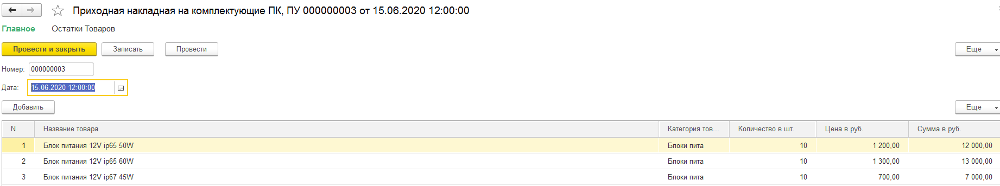 Приходная накладная на комплектующие ПК, ПУ 000000003 от 15.06.2020 12:00:00
Главное Остатки Товаров
Провести и закрыть Записать Провести Еще
Номер: 000000003
Дата: 15.06.2020 12:00:00
Добавить Еще
N Название товара Категория тов... Количество в шт. Цена в руб. Сумма в руб.
1 Блок питания 12V ip65 50W Блоки пита 10 1 200,00 12 000,00
2 Блок питания 12V ip65 60W Блоки пита 10 1 300,00 13 000,00
3 Блок питания 12V ip67 45W Блоки пита 10 700,00 7 000,00